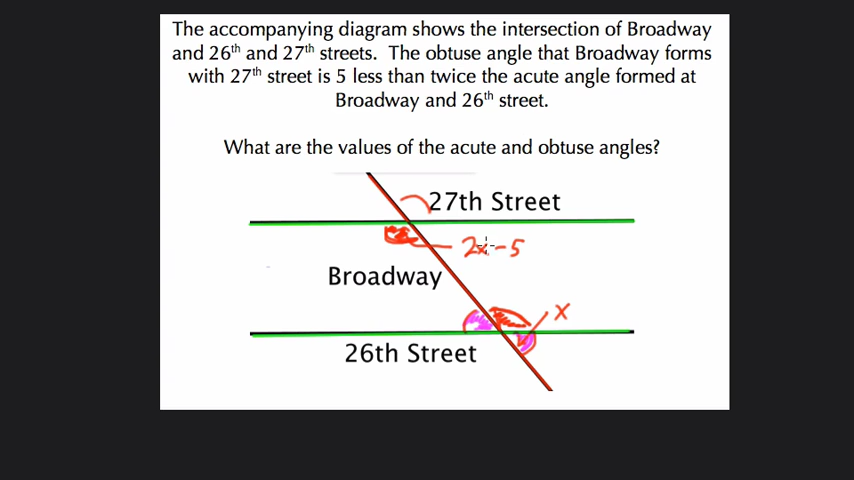 The accompanying diagram shows the intersection of Broadway
and 26th and 27th streets. The obtuse angle that Broadway forms
with 27th street is 5 less than twice the acute angle formed at
Broadway and 26th street.
What are the values of the acute and obtuse angles?
27th Street
2x-5
Broadway
x
26th Street